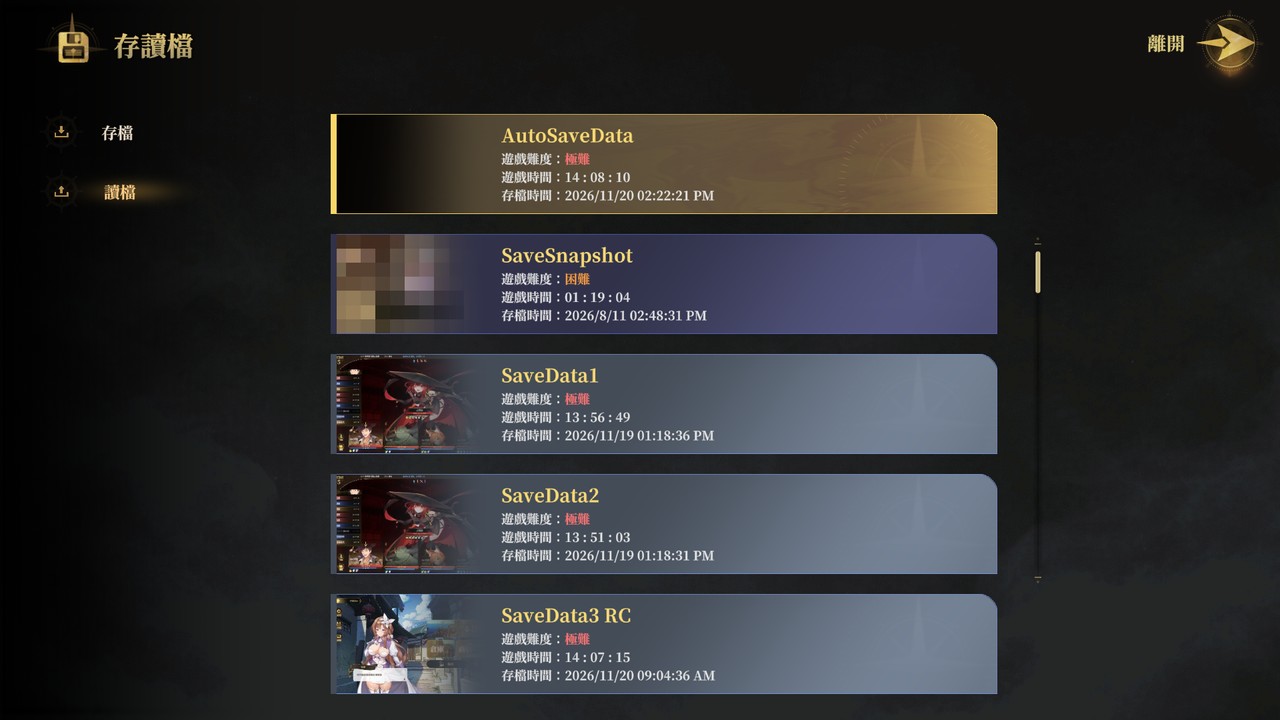 存讀檔
離開
存檔
讀檔
AutoSaveData
遊戲難度：極難
遊戲時間：14 : 08 : 10
存檔時間：2026/11/20 02:22:21 PM
SaveSnapshot
遊戲難度：困難
遊戲時間：01 : 19 : 04
存檔時間：2026/8/11 02:48:31 PM
SaveData1
遊戲難度：極難
遊戲時間：13 : 56 : 49
存檔時間：2026/11/19 01:18:36 PM
SaveData2
遊戲難度：極難
遊戲時間：13 : 51 : 03
存檔時間：2026/11/19 01:18:31 PM
SaveData3 RC
遊戲難度：極難
遊戲時間：14 : 07 : 15
存檔時間：2026/11/20 09:04:36 AM